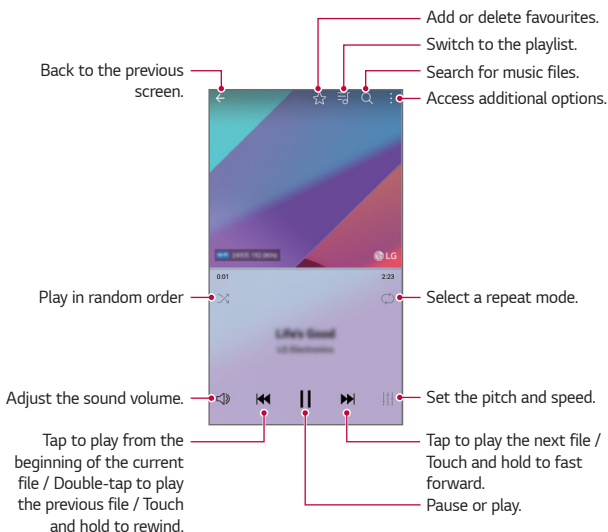 Add or delete favourites.
Switch to the playlist.
Back to the previous
screen.
Search for music files.
Access additional options.
LG
0:01
2:23
Play in random order
Select a repeat mode.
Life's Good
LG Electronics
Adjust the sound volume.
Set the pitch and speed.
Tap to play from the
beginning of the current
file / Double-tap to play
the previous file / Touch
and hold to rewind.
Tap to play the next file /
Touch and hold to fast
forward.
Pause or play.